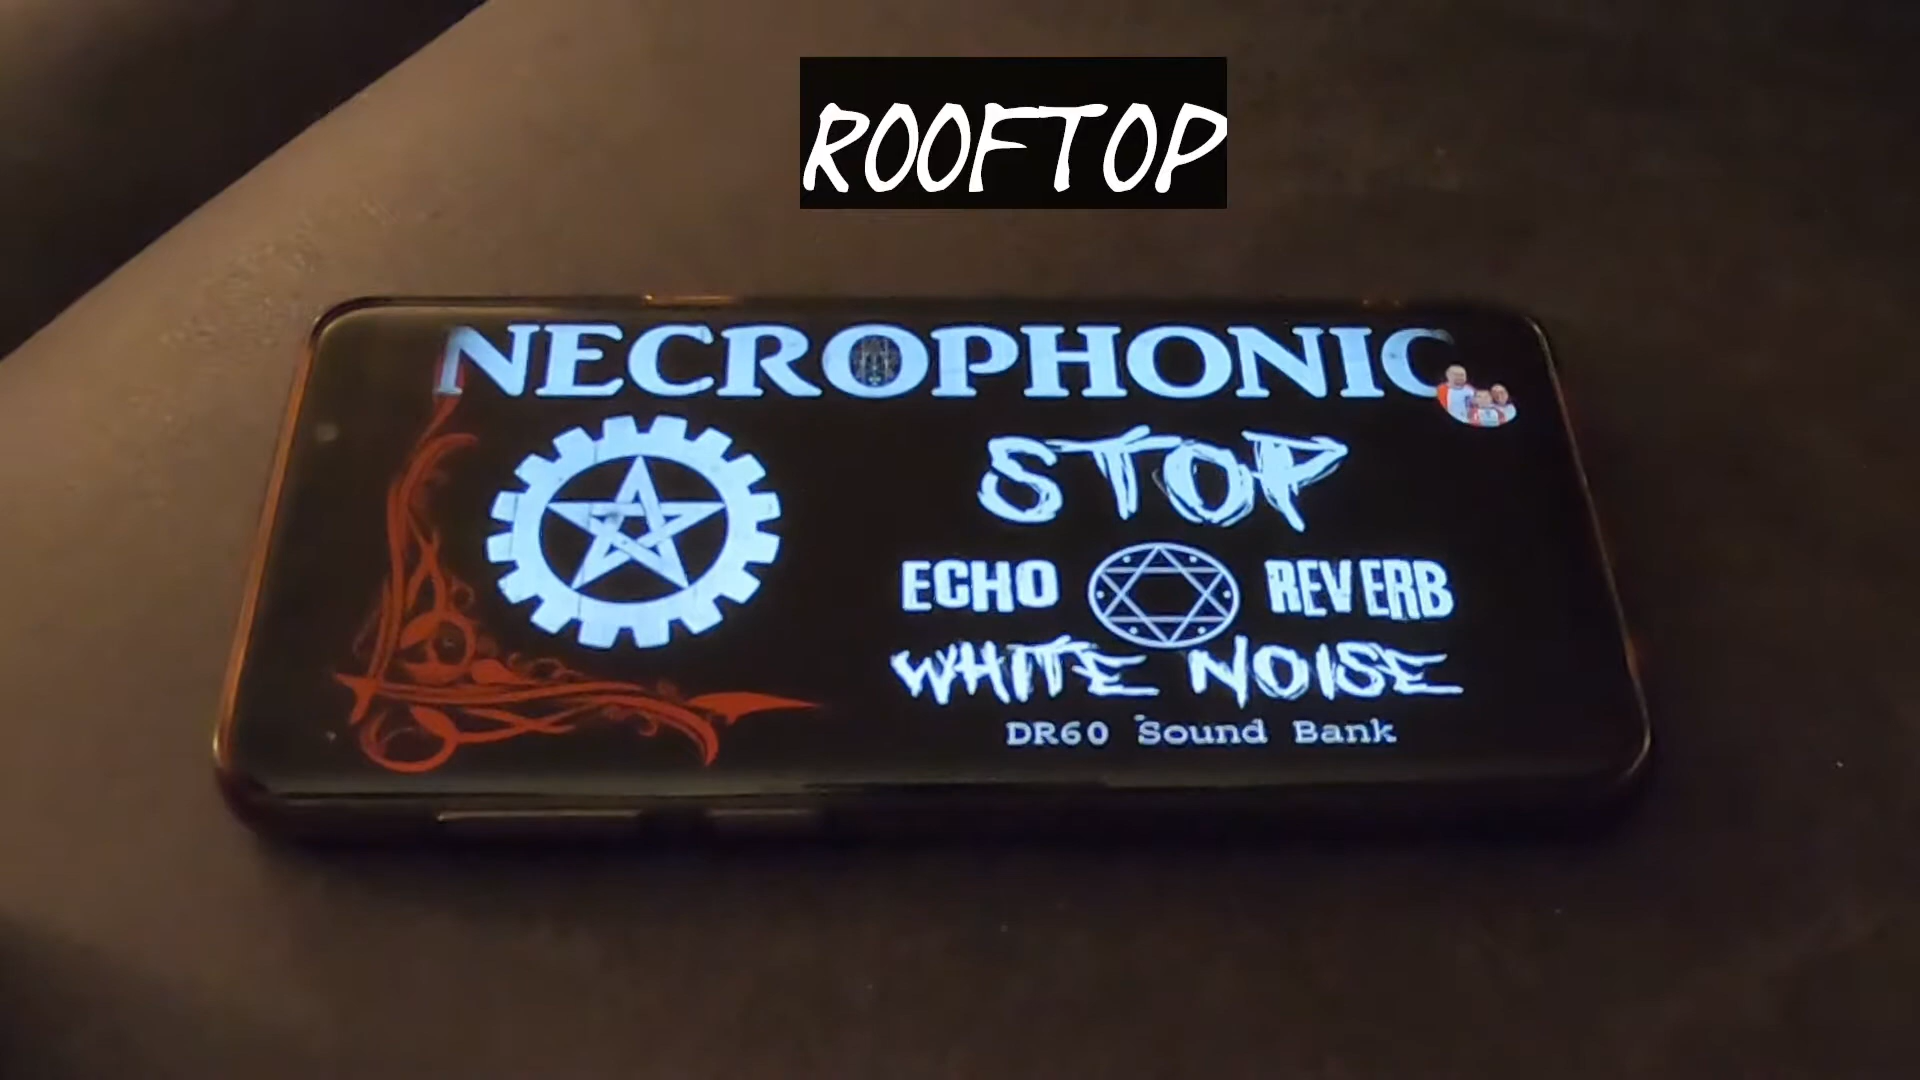 ROOFTOP
NECROPHONIC
STOP
ECHO REVERB
WHITE NOISE
DR60 Sound Bank